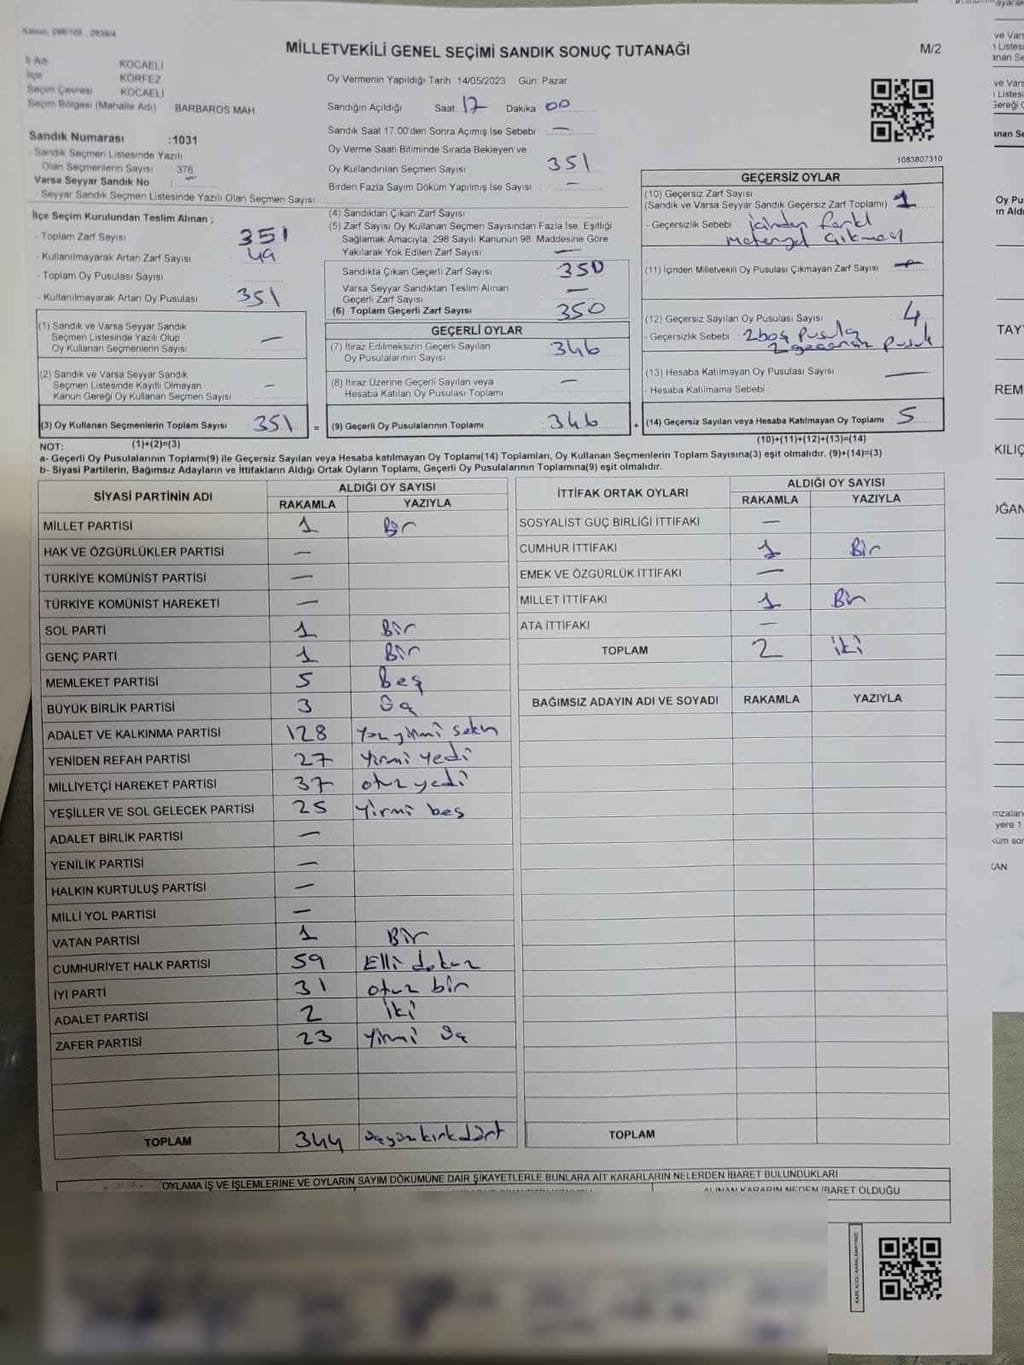 MİLLETVEKİLİ GENEL SEÇİMİ SANDIK SONUÇ TUTANAĞI
M/2
İl Adı KOCAELİ
İlçe KÖRFEZ
Seçim Çevresi KOCAELİ
Seçim Bölgesi (Mahalle Adı) BARBAROS MAH.
Sandık Numarası :1031
- Sandık Seçmen Listesinde Yazılı
Olan Seçmenlerin Sayısı 376
Varsa Seyyar Sandık No : —
- Seyyar Sandık Seçmen Listesinde Yazılı Olan Seçmen Sayısı:
Oy Vermenin Yapıldığı Tarih 14/05/2023 Gün: Pazar
Sandığın Açıldığı Saat: 17 Dakika 00
Sandık Saat 17.00'den Sonra Açımış İse Sebebi : —
Oy Verme Saati Bitiminde Sırada Bekleyen ve
Oy Kullandırılan Seçmen Sayısı : 351
Birden Fazla Sayım Döküm Yapılmış İse Sayısı : —
1083807310
İlçe Seçim Kurulundan Teslim Alınan ;
- Toplam Zarf Sayısı 351
- Kullanılmayarak Artan Zarf Sayısı 49
- Toplam Oy Pusulası Sayısı
- Kullanılmayarak Artan Oy Pusulası 351
(1) Sandık ve Varsa Seyyar Sandık
Seçmen Listesinde Yazılı Olup
Oy Kullanan Seçmenlerin Sayısı —
(2) Sandık ve Varsa Seyyar Sandık
Seçmen Listesinde Kayıtlı Olmayan
Kanun Gereği Oy Kullanan Seçmen Sayısı —
(3) Oy Kullanan Seçmenlerin Toplam Sayısı 351 =
(1)+(2)=(3)
(4) Sandıktan Çıkan Zarf Sayısı
(5) Zarf Sayısı Oy Kullanan Seçmen Sayısından Fazla İse, Eşitliği
Sağlamak Amacıyla; 298 Sayılı Kanunun 98. Maddesine Göre
Yakılarak Yok Edilen Zarf Sayısı —
Sandıkta Çıkan Geçerli Zarf Sayısı 350
Varsa Seyyar Sandıktan Teslim Alınan
Geçerli Zarf Sayısı —
(6) Toplam Geçerli Zarf Sayısı 350
GEÇERLİ OYLAR
(7) İtiraz Edilmeksizin Geçerli Sayılan
Oy Pusulalarının Sayısı 346
(8) İtiraz Üzerine Geçerli Sayılan veya
Hesaba Katılan Oy Pusulası Toplamı —
(9) Geçerli Oy Pusulalarının Toplamı 346 +
GEÇERSİZ OYLAR
(10) Geçersiz Zarf Sayısı
(Sandık ve Varsa Seyyar Sandık Geçersiz Zarf Toplamı) 1
- Geçersizlik Sebebi : içinden farklı
çıkması
(11) İçinden Milletvekili Oy Pusulası Çıkmayan Zarf Sayısı —
(12) Geçersiz Sayılan Oy Pusulası Sayısı 4
- Geçersizlik Sebebi : 2 boş pusula
2 geçersiz pusula
(13) Hesaba Katılmayan Oy Pusulası Sayısı —
- Hesaba Katılmama Sebebi :
(14) Geçersiz Sayılan veya Hesaba Katılmayan Oy Toplamı : 5
(10)+(11)+(12)+(13)=(14)
NOT:
a- Geçerli Oy Pusulalarının Toplamı(9) ile Geçersiz Sayılan veya Hesaba katılmayan Oy Toplamı(14) Toplamları, Oy Kullanan Seçmenlerin Toplam Sayısına(3) eşit olmalıdır. (9)+(14)=(3)
b- Siyasi Partilerin, Bağımsız Adayların ve İttifakların Aldığı Ortak Oyların Toplamı, Geçerli Oy Pusulalarının Toplamına(9) eşit olmalıdır.
SİYASİ PARTİNİN ADI ALDIĞI OY SAYISI
RAKAMLA YAZIYLA
MİLLET PARTİSİ 1 Bir
HAK VE ÖZGÜRLÜKLER PARTİSİ —
TÜRKİYE KOMÜNİST PARTİSİ —
TÜRKİYE KOMÜNİST HAREKETİ —
SOL PARTİ 1 Bir
GENÇ PARTİ 1 Bir
MEMLEKET PARTİSİ 5 Beş
BÜYÜK BİRLİK PARTİSİ 3 Üç
ADALET VE KALKINMA PARTİSİ 128 Yüz yirmi sekiz
YENİDEN REFAH PARTİSİ 27 Yirmi yedi
MİLLİYETÇİ HAREKET PARTİSİ 37 otuz yedi
YEŞİLLER VE SOL GELECEK PARTİSİ 25 Yirmi beş
ADALET BİRLİK PARTİSİ —
YENİLİK PARTİSİ —
HALKIN KURTULUŞ PARTİSİ —
MİLLİ YOL PARTİSİ —
VATAN PARTİSİ 1 Bir
CUMHURİYET HALK PARTİSİ 59 Elli dokuz
İYİ PARTİ 31 otuz bir
ADALET PARTİSİ 2 iki
ZAFER PARTİSİ 23 Yirmi üç
TOPLAM 344 üçyüzkırkdört
İTTİFAK ORTAK OYLARI ALDIĞI OY SAYISI
RAKAMLA YAZIYLA
SOSYALİST GÜÇ BİRLİĞİ İTTİFAKI —
CUMHUR İTTİFAKI 1 Bir
EMEK VE ÖZGÜRLÜK İTTİFAKI —
MİLLET İTTİFAKI 1 Bir
ATA İTTİFAKI —
TOPLAM 2 iki
BAĞIMSIZ ADAYIN ADI VE SOYADI RAKAMLA YAZIYLA
TOPLAM
OYLAMA İŞ VE İŞLEMLERİNE VE OYLARIN SAYIM DÖKÜMÜNE DAİR ŞİKAYETLERLE BUNLARA AİT KARARLARIN NELERDEN İBARET BULUNDUKLARI
ALINAN KARARIN NEDEN İBARET OLDUĞU